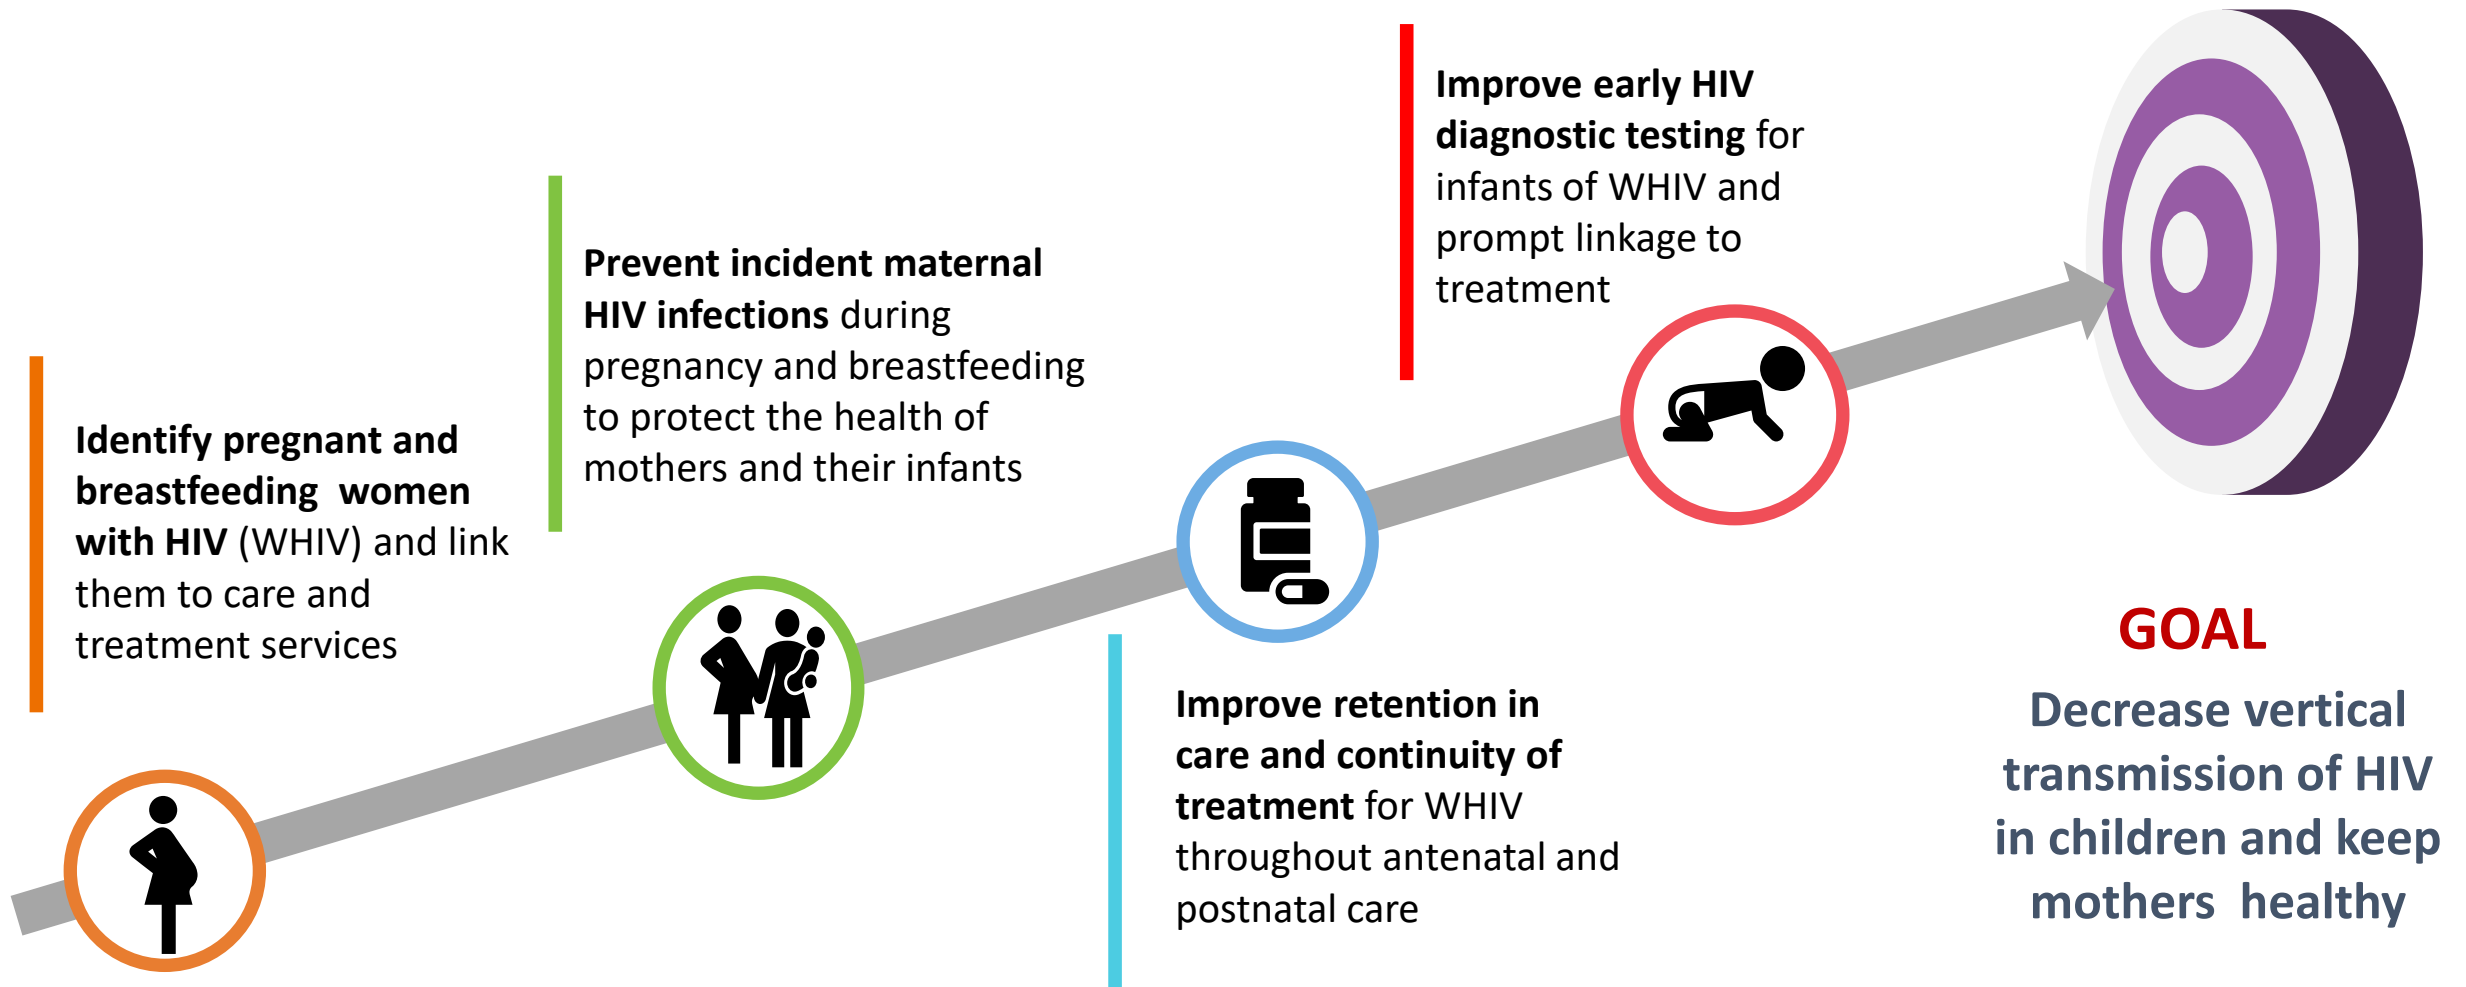 Identify pregnant and
breastfeeding  women
with HIV (WHIV) and link
them to care and
treatment services
Prevent incident maternal
HIV infections during
pregnancy and breastfeeding
to protect the health of
mothers and their infants
Improve retention in
care and continuity of
treatment for WHIV
throughout antenatal and
postnatal care
Improve early HIV
diagnostic testing for
infants of WHIV and
prompt linkage to
treatment
GOAL
Decrease vertical
transmission of HIV
in children and keep
mothers  healthy